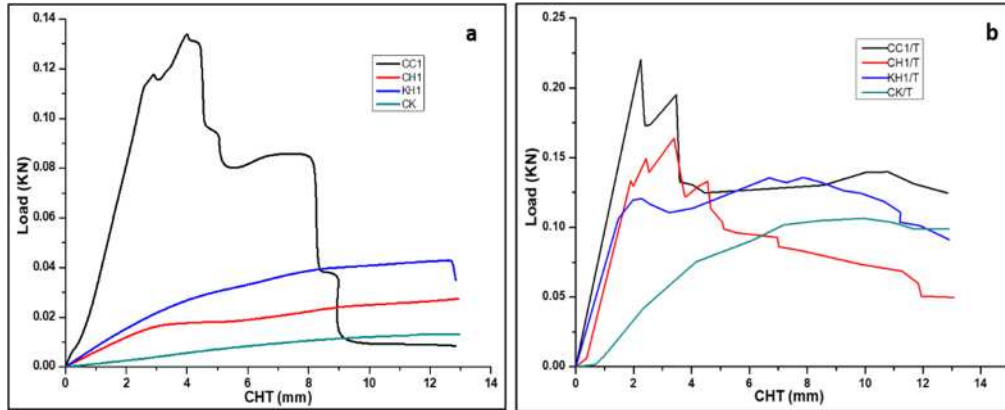 a
0.14
0.12
0.10
0.08
0.06
0.04
0.02
0.00
Load (KN)
CC1
CH1
KH1
CK
0 2 4 6 8 10 12 14
CHT (mm)
b
0.25
0.20
0.15
0.10
0.05
0.00
Load (KN)
CC1/T
CH1/T
KH1/T
CK/T
0 2 4 6 8 10 12 14
CHT (mm)